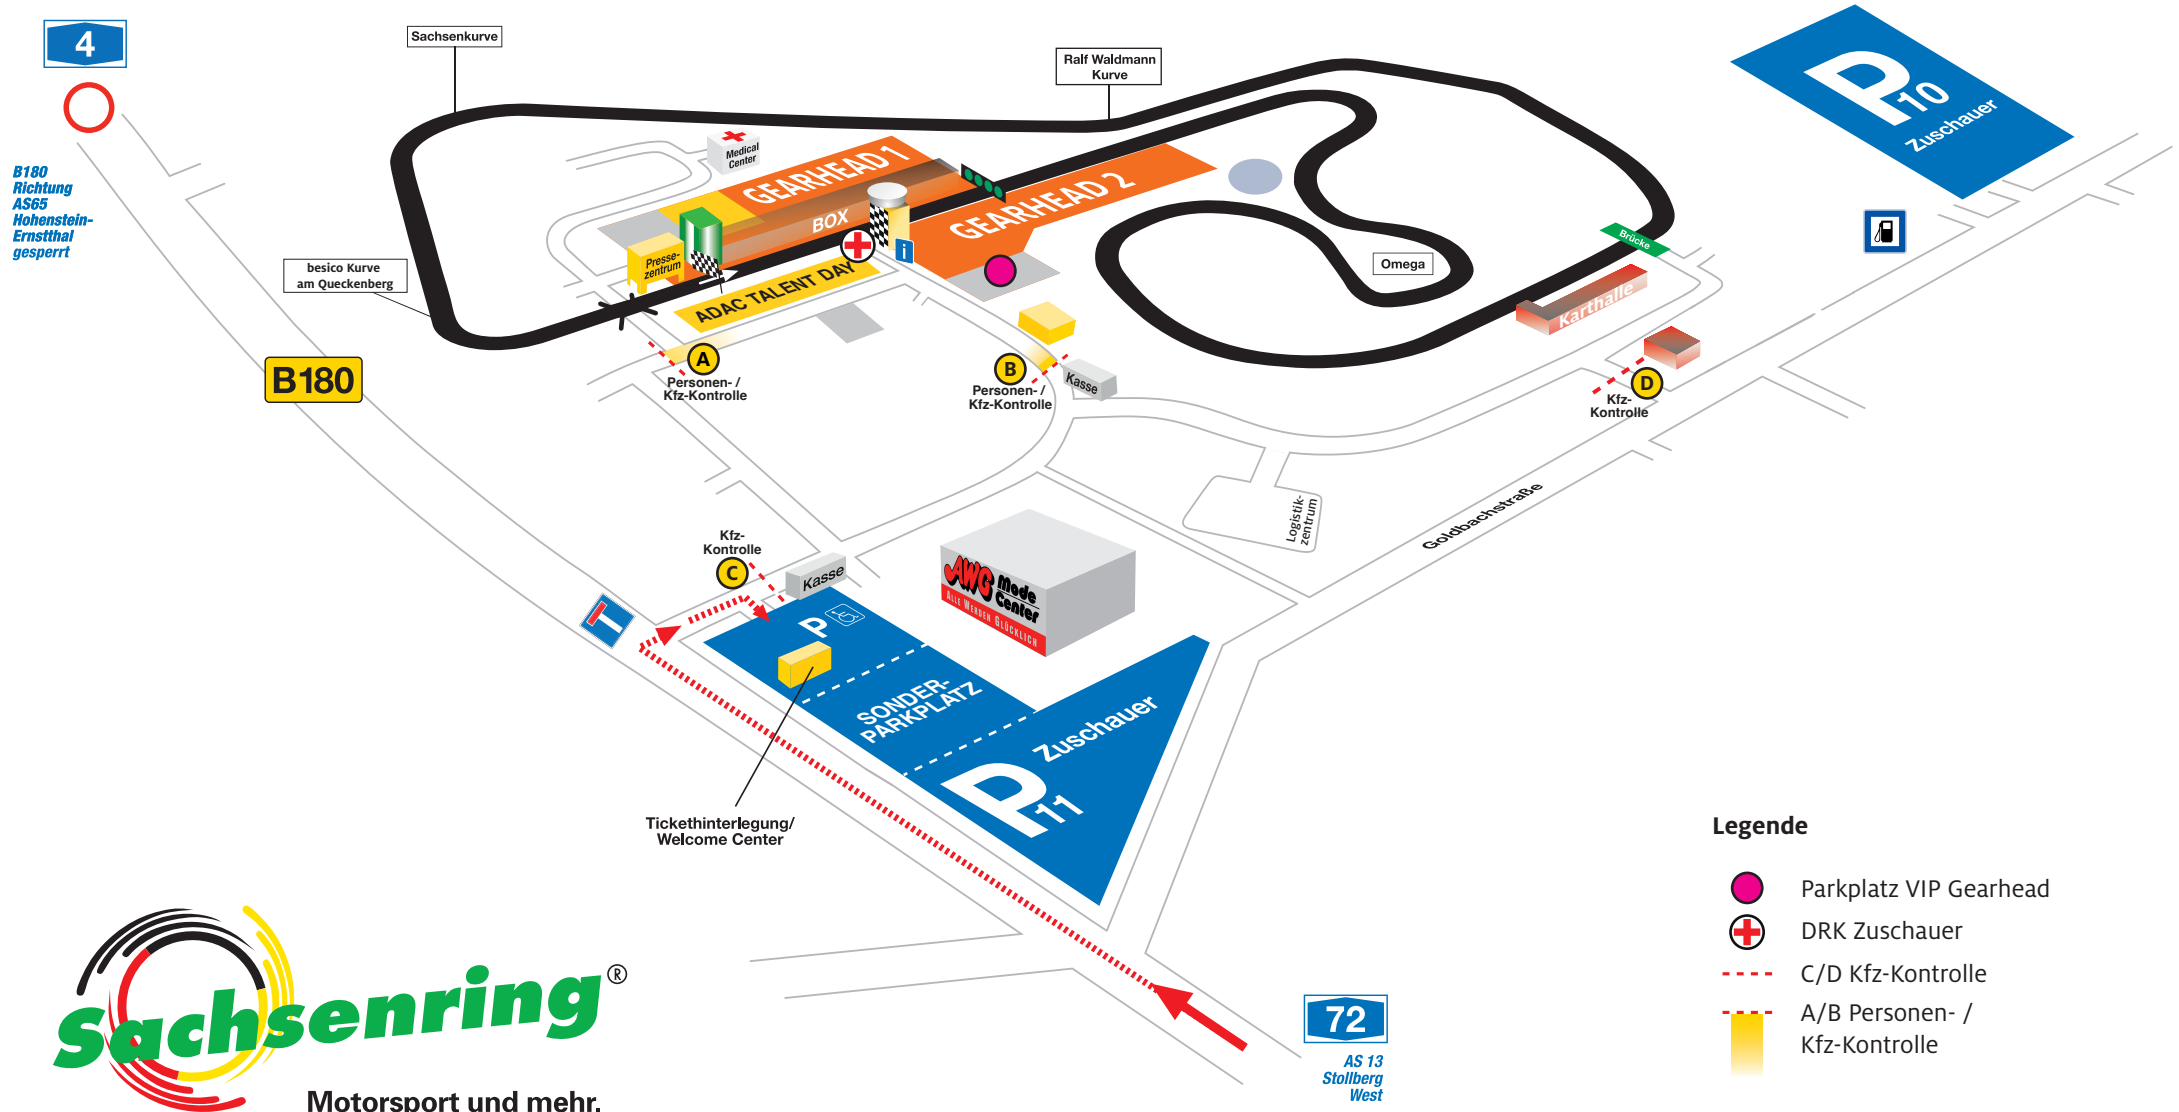 4
B180
Richtung
AS65
Hohenstein-
Ernstthal
gesperrt
Sachsenkurve
Ralf Waldmann
Kurve
P10
Zuschauer
Medical
Center
GEARHEAD 1
BOX
GEARHEAD 2
Presse-
zentrum
i
ADAC TALENT DAY
besico Kurve
am Queckenberg
Omega
Brücke
Karthalle
B180
A
Personen- /
Kfz-Kontrolle
B
Personen- /
Kfz-Kontrolle
Kasse
D
Kfz-
Kontrolle
Logistik-
zentrum
Goldbachstraße
Kfz-
Kontrolle
C
Kasse
AWG Mode
Center
ALLE WERDEN GLÜCKLICH
P
SONDER-
PARKPLATZ
Zuschauer
P11
Tickethinterlegung/
Welcome Center
72
AS 13
Stollberg
West
Legende
Parkplatz VIP Gearhead
DRK Zuschauer
C/D Kfz-Kontrolle
A/B Personen- /
Kfz-Kontrolle
Sachsenring®
Motorsport und mehr.